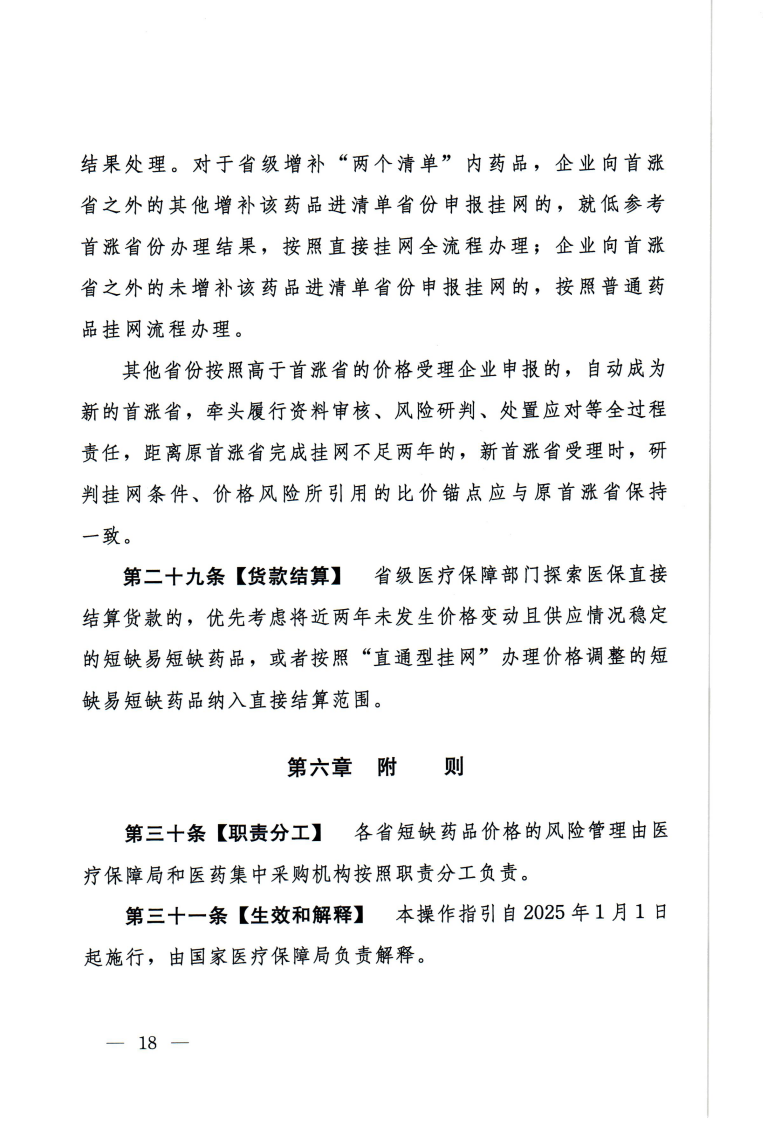 结果处理。对于省级增补“两个清单”内药品，企业向首涨
省之外的其他增补该药品进清单省份申报挂网的，就低参考
首涨省份办理结果，按照直接挂网全流程办理；企业向首涨
省之外的未增补该药品进清单省份申报挂网的，按照普通药
品挂网流程办理。
其他省份按照高于首涨省的价格受理企业申报的，自动成为
新的首涨省，牵头履行资料审核、风险研判、处置应对等全过程
责任，距离原首涨省完成挂网不足两年的，新首涨省受理时，研
判挂网条件、价格风险所引用的比价锚点应与原首涨省保持
一致。
第二十九条【货款结算】 省级医疗保障部门探索医保直接
结算货款的，优先考虑将近两年未发生价格变动且供应情况稳定
的短缺易短缺药品，或者按照“直通型挂网”办理价格调整的短
缺易短缺药品纳入直接结算范围。
第六章 附 则
第三十条【职责分工】 各省短缺药品价格的风险管理由医
疗保障局和医药集中采购机构按照职责分工负责。
第三十一条【生效和解释】 本操作指引自2025年1月1日
起施行，由国家医疗保障局负责解释。
— 18 —